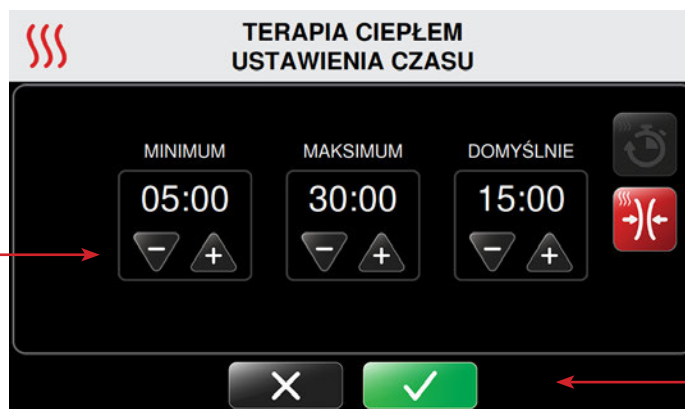 TERAPIA CIEPŁEM
USTAWIENIA CZASU
MINIMUM MAKSIMUM DOMYŚLNIE
05:00 30:00 15:00